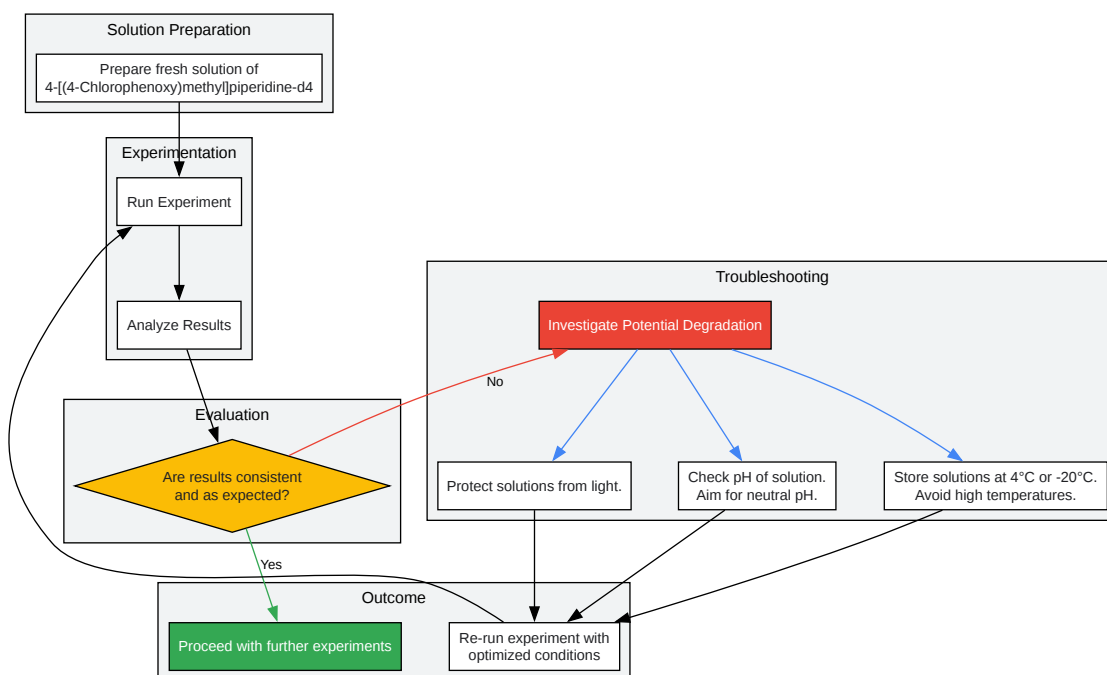 Solution Preparation
Prepare fresh solution of
4-[(4-Chlorophenoxy)methyl]piperidine-d4
Experimentation
Run Experiment
Analyze Results
Troubleshooting
Investigate Potential Degradation
No
Evaluation
Are results consistent
and as expected?
Protect solutions from light.
Check pH of solution.
Aim for neutral pH.
Store solutions at 4°C or -20°C.
Avoid high temperatures.
Yes
Outcome
Proceed with further experiments
Re-run experiment with
optimized conditions